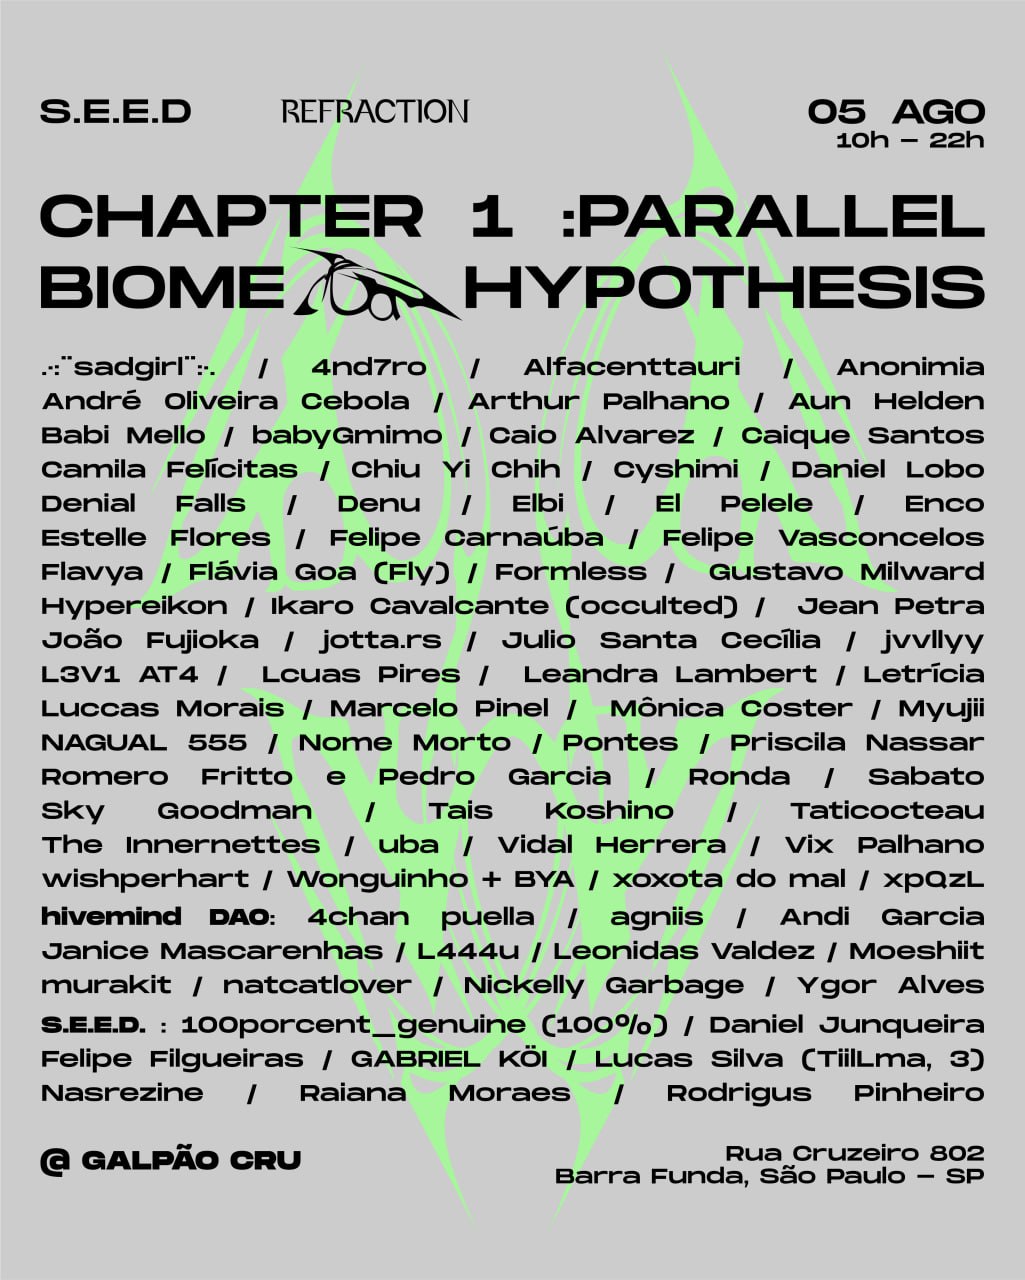 S.E.E.D REFRACTION 05 AGO
10h – 22h
CHAPTER 1 :PARALLEL
BIOME HYPOTHESIS
.·:¨sadgirl¨:·. / 4nd7ro / Alfacenttauri / Anonimia
André Oliveira Cebola / Arthur Palhano / Aun Helden
Babi Mello / babyGmimo / Caio Alvarez / Caique Santos
Camila Felícitas / Chiu Yi Chih / Cyshimi / Daniel Lobo
Denial Falls / Denu / Elbi / El Pelele / Enco
Estelle Flores / Felipe Carnaúba / Felipe Vasconcelos
Flavya / Flávia Goa (Fly) / Formless / Gustavo Milward
Hypereikon / Ikaro Cavalcante (occulted) / Jean Petra
João Fujioka / jotta.rs / Julio Santa Cecília / jvvllyy
L3V1 AT4 / Lcuas Pires / Leandra Lambert / Letrícia
Luccas Morais / Marcelo Pinel / Mônica Coster / Myujii
NAGUAL 555 / Nome Morto / Pontes / Priscila Nassar
Romero Fritto e Pedro Garcia / Ronda / Sabato
Sky Goodman / Tais Koshino / Taticocteau
The Innernettes / uba / Vidal Herrera / Vix Palhano
wishperhart / Wonguinho + BYA / xoxota do mal / xpQzL
hivemind DAO: 4chan puella / agniis / Andi Garcia
Janice Mascarenhas / L444u / Leonidas Valdez / Moeshiit
murakit / natcatlover / Nickelly Garbage / Ygor Alves
S.E.E.D. : 100porcent_genuine (100%) / Daniel Junqueira
Felipe Filgueiras / GABRIEL KÖI / Lucas Silva (TiilLma, 3)
Nasrezine / Raiana Moraes / Rodrigus Pinheiro
@ GALPÃO CRU
Rua Cruzeiro 802
Barra Funda, São Paulo – SP